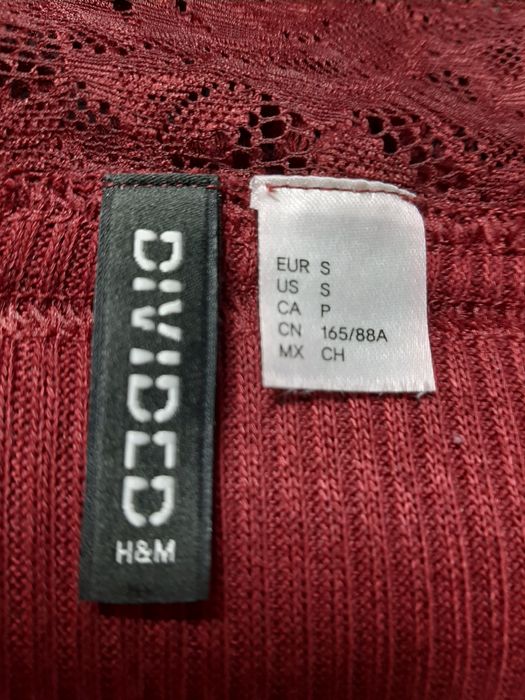 DIVIDED
H&M
EUR S
US S
CA P
CN 165/88A
MX CH